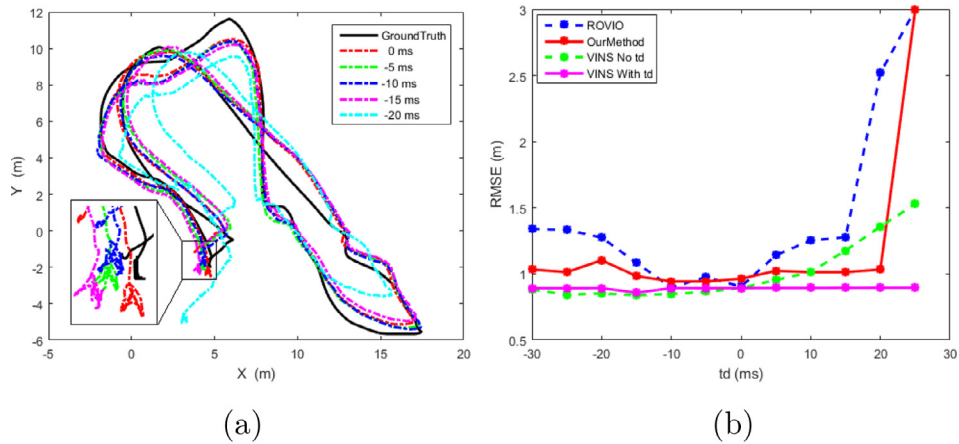 12
10
8
6
4
2
0
-2
-4
-6
Y (m)
-5 0 5 10 15 20
X (m)
GroundTruth
0 ms
-5 ms
-10 ms
-15 ms
-20 ms
(a)
3
2.5
2
1.5
1
0.5
RMSE (m)
-30 -20 -10 0 10 20 30
td (ms)
ROVIO
OurMethod
VINS No td
VINS With td
(b)